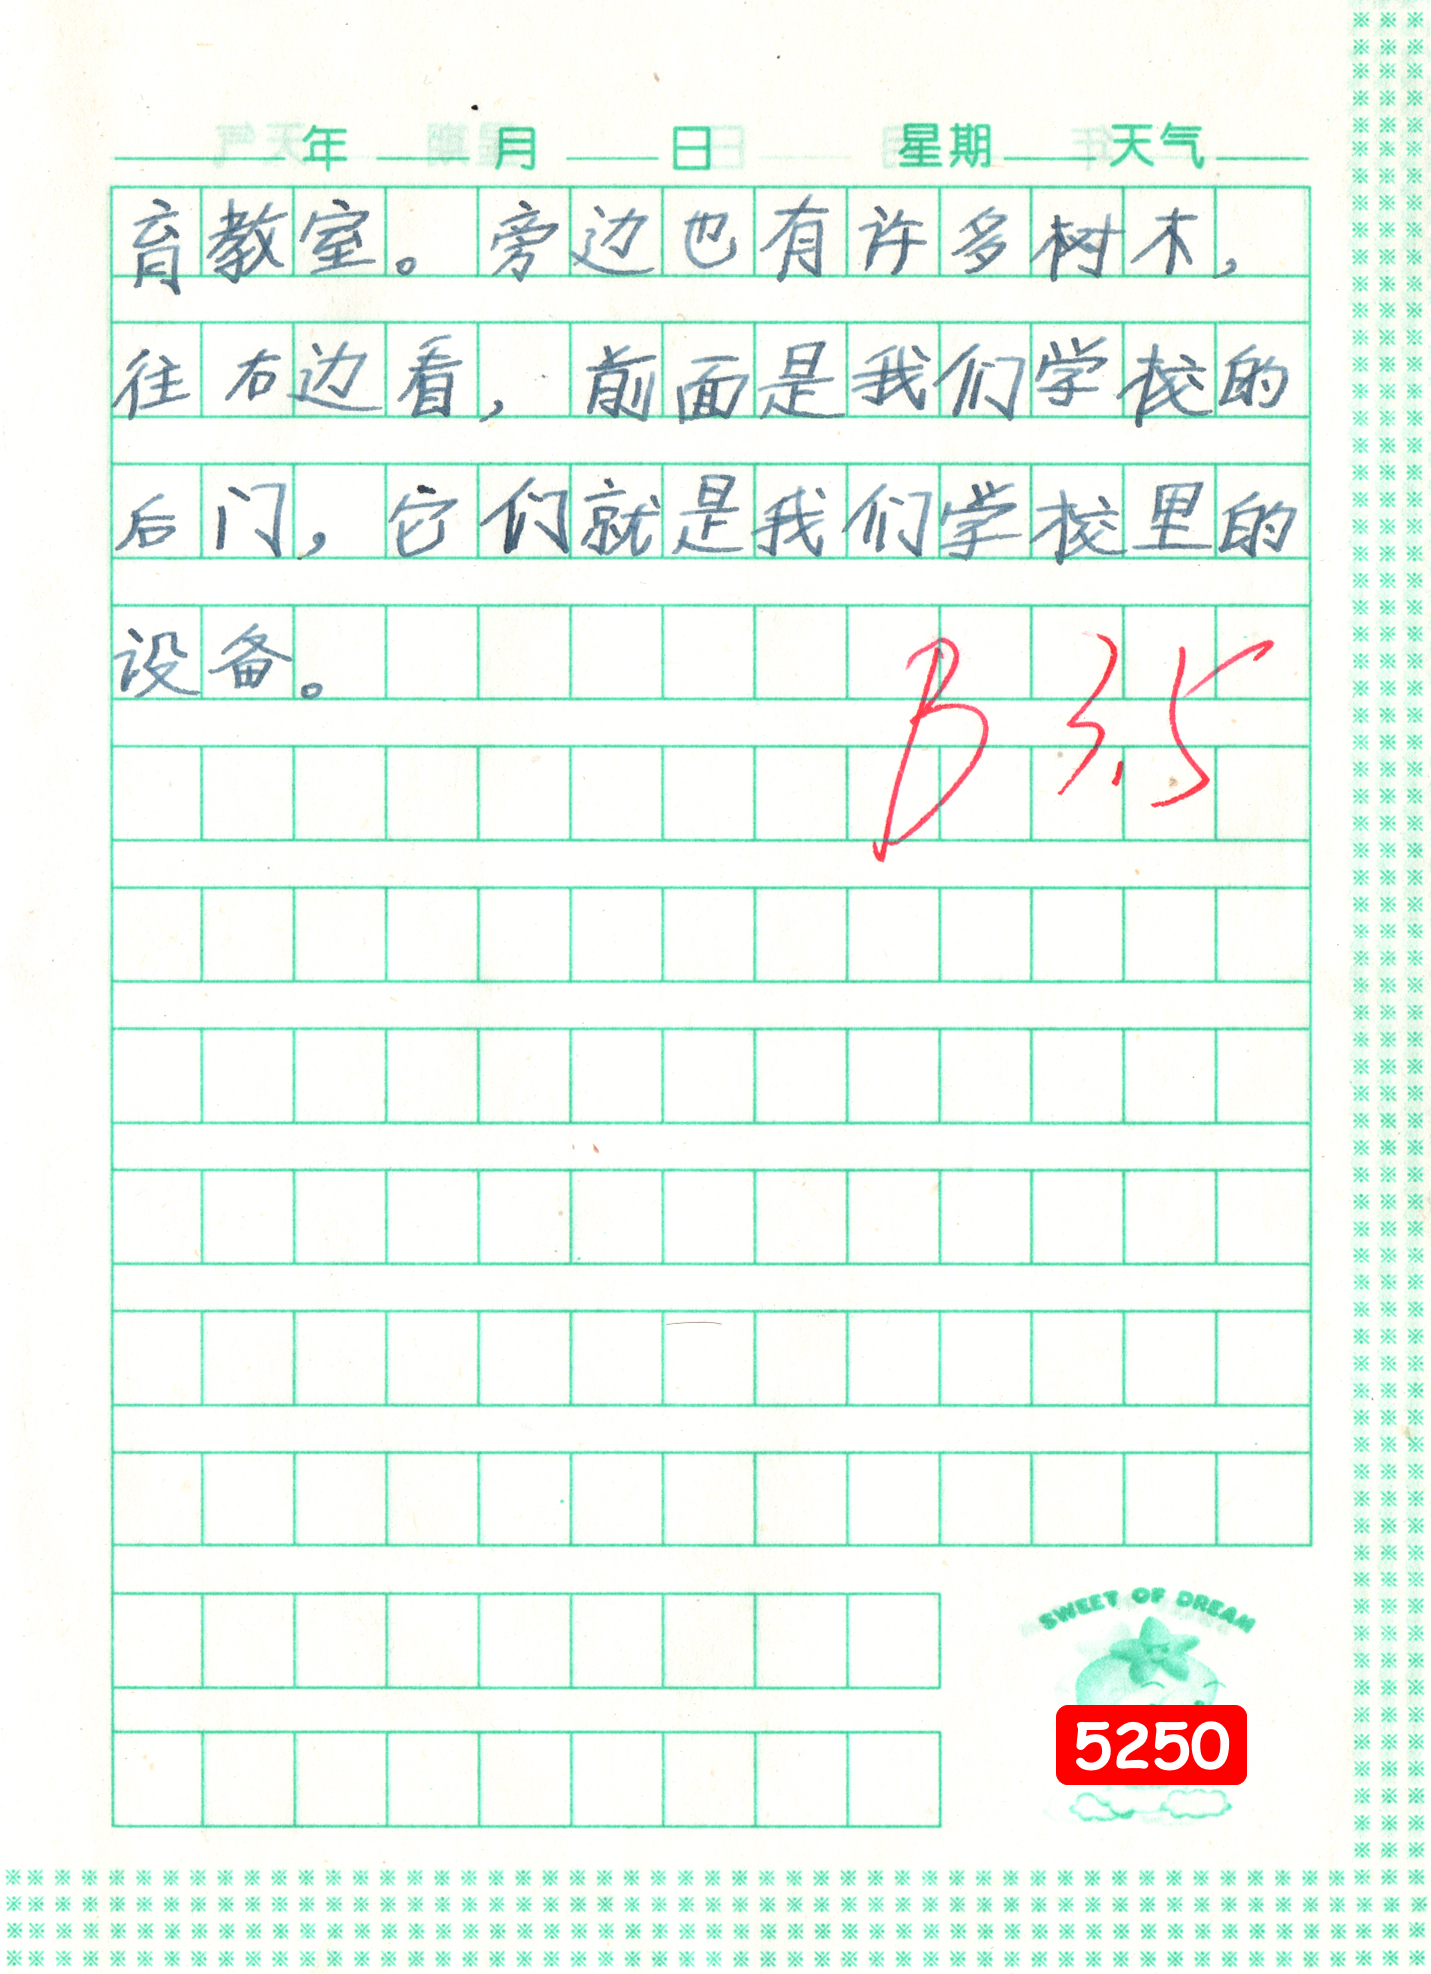 年 月 日 星期 天气
育教室。旁边也有许多树木，
往右边看，前面是我们学校的
后门，它们就是我们学校里的
设备。
B 3.5
SWEET OF DREAM
5250